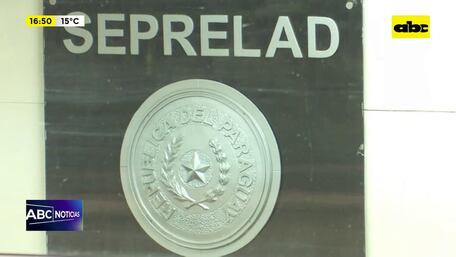 16:50 15°C
abc
SEPRELAD
REPUBLICA DEL PARAGUAY
ABC NOTICIAS